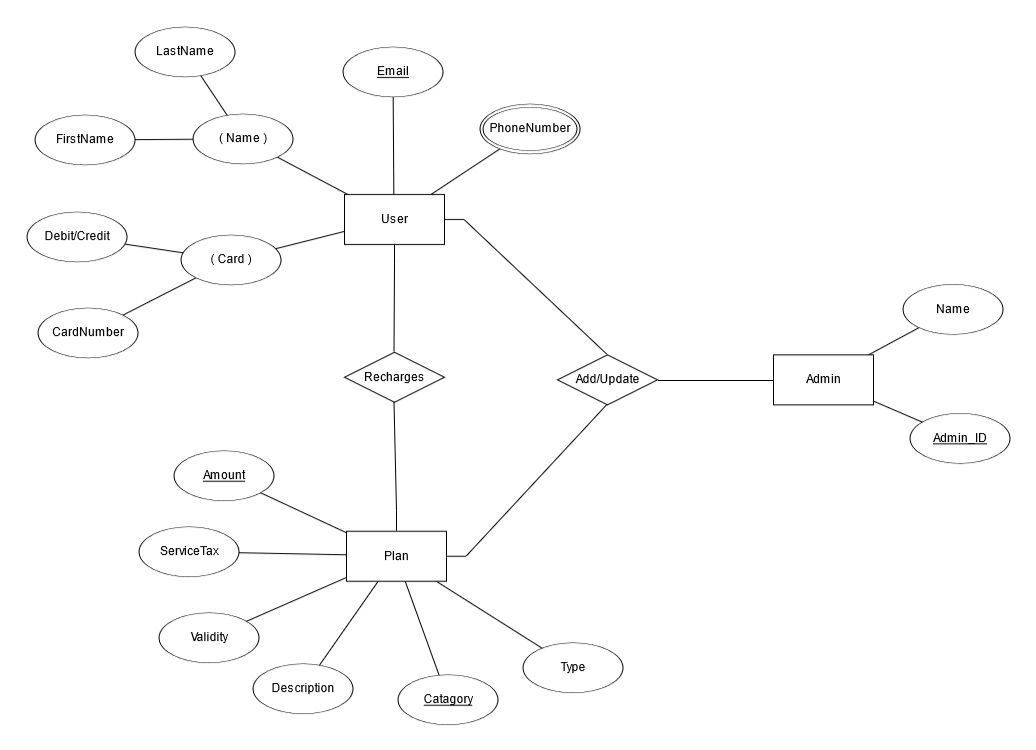 LastName
Email
PhoneNumber
FirstName
( Name )
User
Debit/Credit
( Card )
CardNumber
Name
Recharges
Add/Update
Admin
Admin_ID
Amount
ServiceTax
Plan
Validity
Description
Catagory
Type